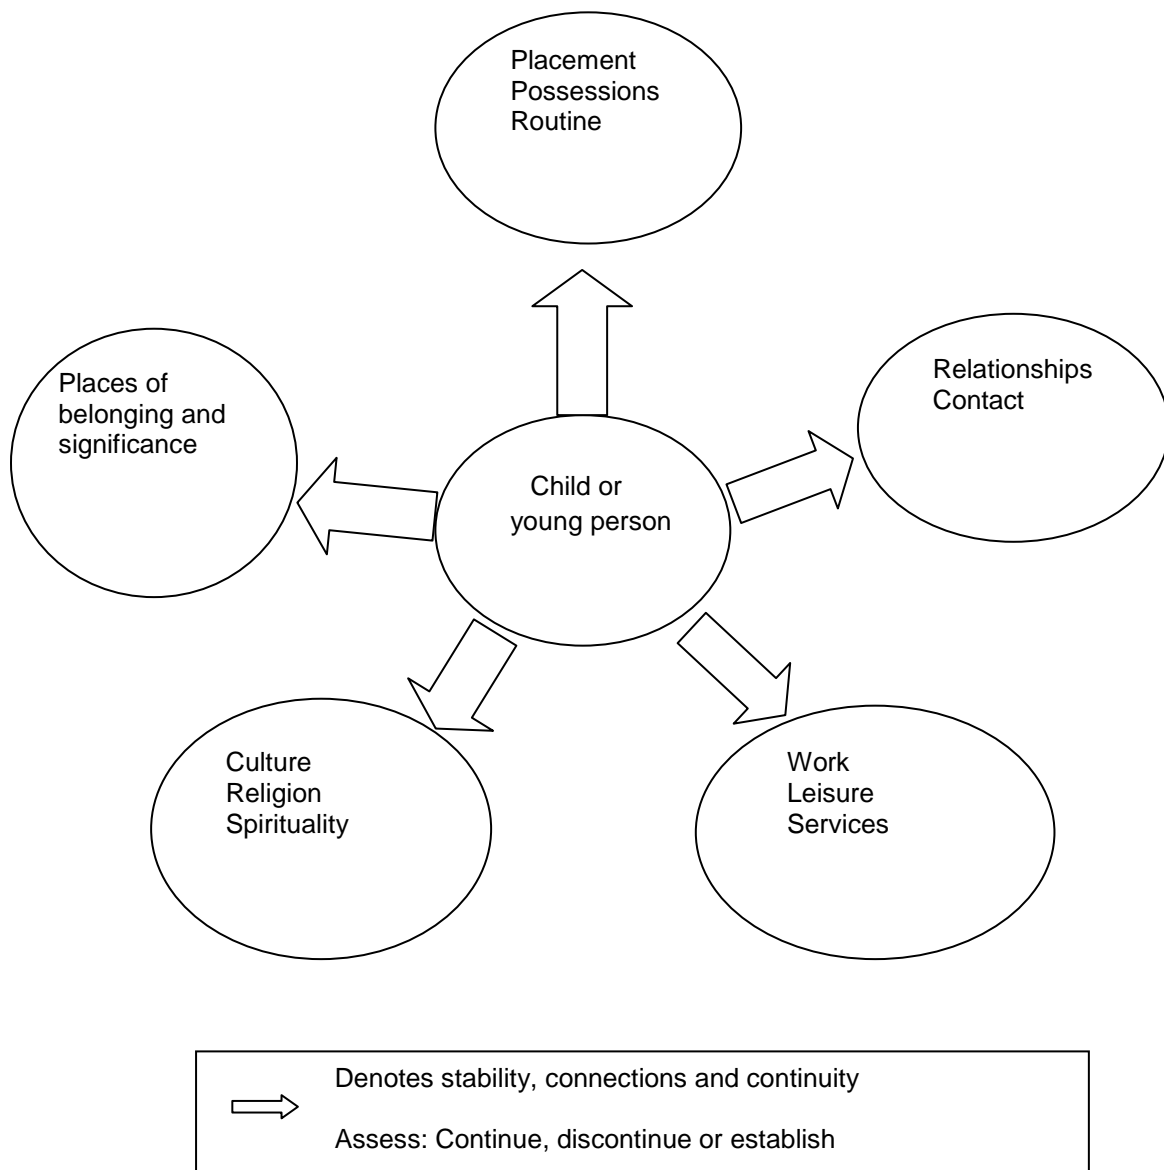 Placement
Possessions
Routine
Places of
belonging and
significance
Relationships
Contact
Child or
young person
Culture
Religion
Spirituality
Work
Leisure
Services
Denotes stability, connections and continuity
Assess: Continue, discontinue or establish